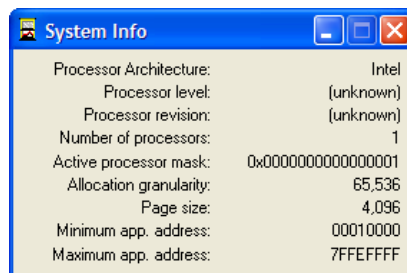 System Info
Processor Architecture: Intel
Processor level: (unknown)
Processor revision: (unknown)
Number of processors: 1
Active processor mask: 0x0000000000000001
Allocation granularity: 65,536
Page size: 4,096
Minimum app. address: 00010000
Maximum app. address: 7FFEFFFF